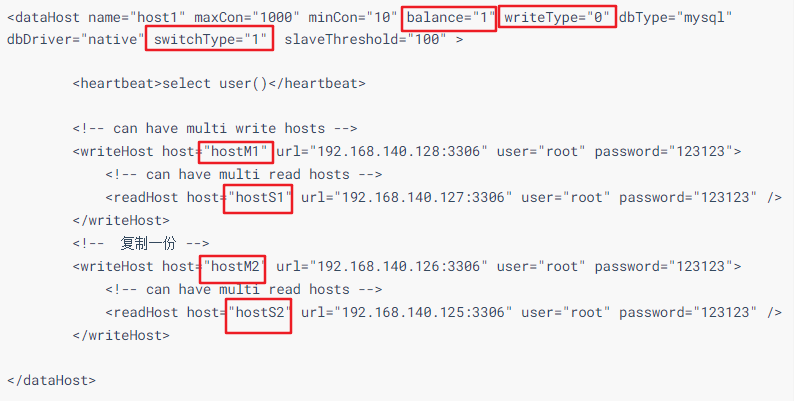 <dataHost name="host1" maxCon="1000" minCon="10" balance="1" writeType="0" dbType="mysql"
dbDriver="native" switchType="1" slaveThreshold="100" >
<heartbeat>select user()</heartbeat>
<!-- can have multi write hosts -->
<writeHost host="hostM1" url="192.168.140.128:3306" user="root" password="123123">
<!-- can have multi read hosts -->
<readHost host="hostS1" url="192.168.140.127:3306" user="root" password="123123" />
</writeHost>
<!-- 复制一份 -->
<writeHost host="hostM2" url="192.168.140.126:3306" user="root" password="123123">
<!-- can have multi read hosts -->
<readHost host="hostS2" url="192.168.140.125:3306" user="root" password="123123" />
</writeHost>
</dataHost>